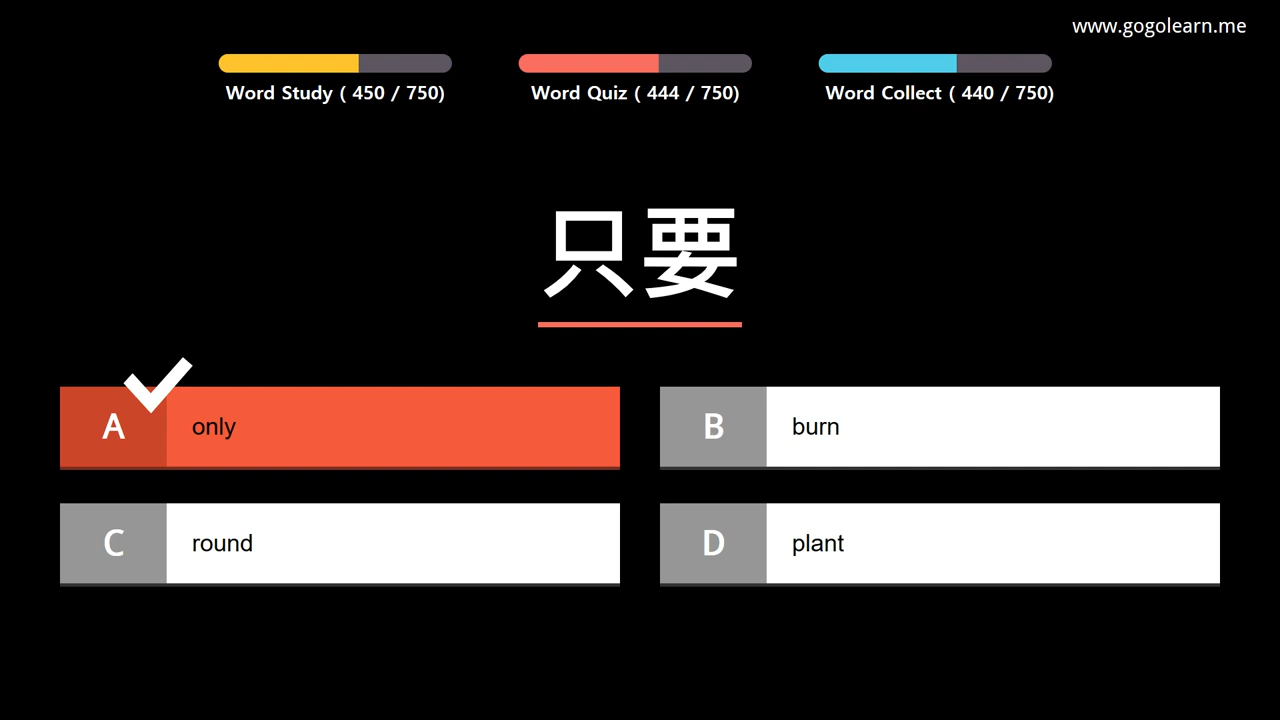 www.gogolearn.me
Word Study ( 450 / 750)
Word Quiz ( 444 / 750)
Word Collect ( 440 / 750)
只要
A only
B burn
C round
D plant